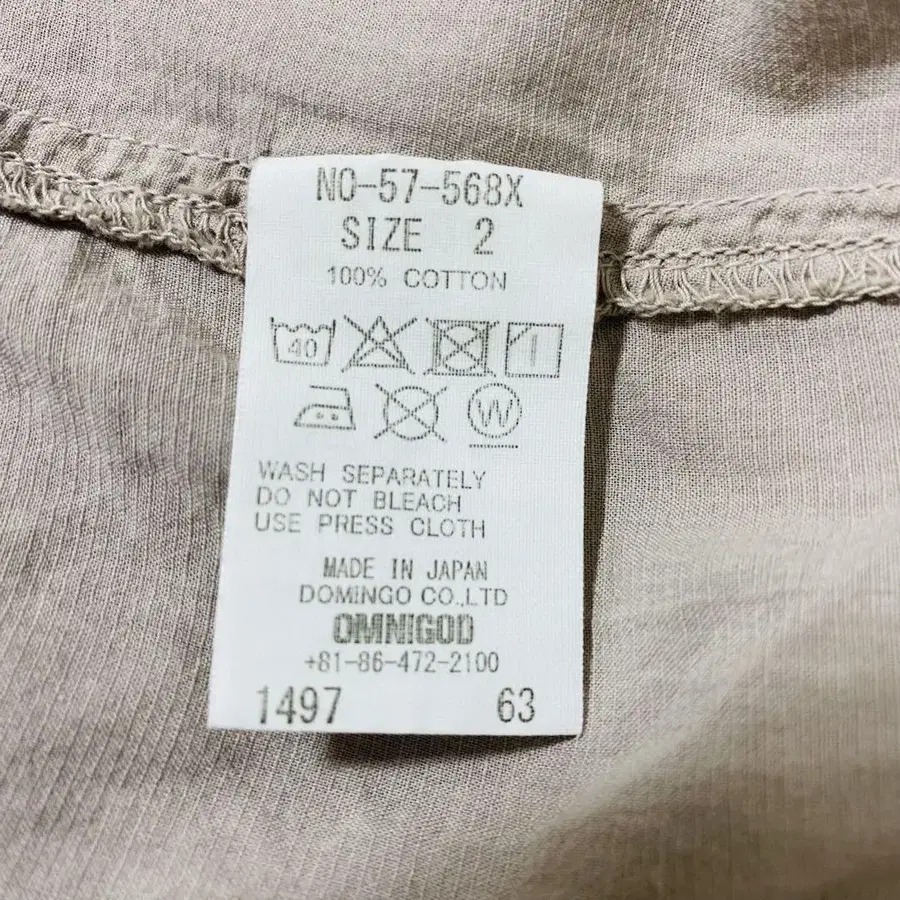 NO-57-568X
SIZE 2
100% COTTON
40
W
WASH SEPARATELY
DO NOT BLEACH
USE PRESS CLOTH
MADE IN JAPAN
DOMINGO CO.,LTD
OMNIGOD
+81-86-472-2100
1497 63